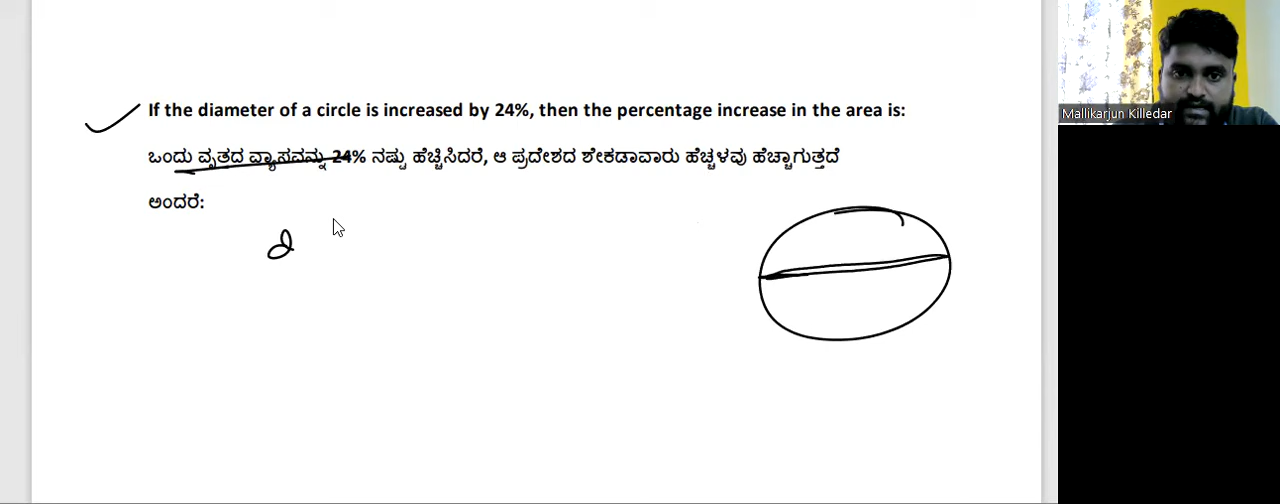 If the diameter of a circle is increased by 24%, then the percentage increase in the area is:
ಒಂದು ವೃತದ ವ್ಯಾಸವನ್ನು 24% ನಷ್ಟು ಹೆಚ್ಚಿಸಿದರೆ, ಆ ಪ್ರದೇಶದ ಶೇಕಡಾವಾರು ಹೆಚ್ಚಳವು ಹೆಚ್ಚಾಗುತ್ತದೆ
ಅಂದರೆ:
d
Mallikarjun Killedar